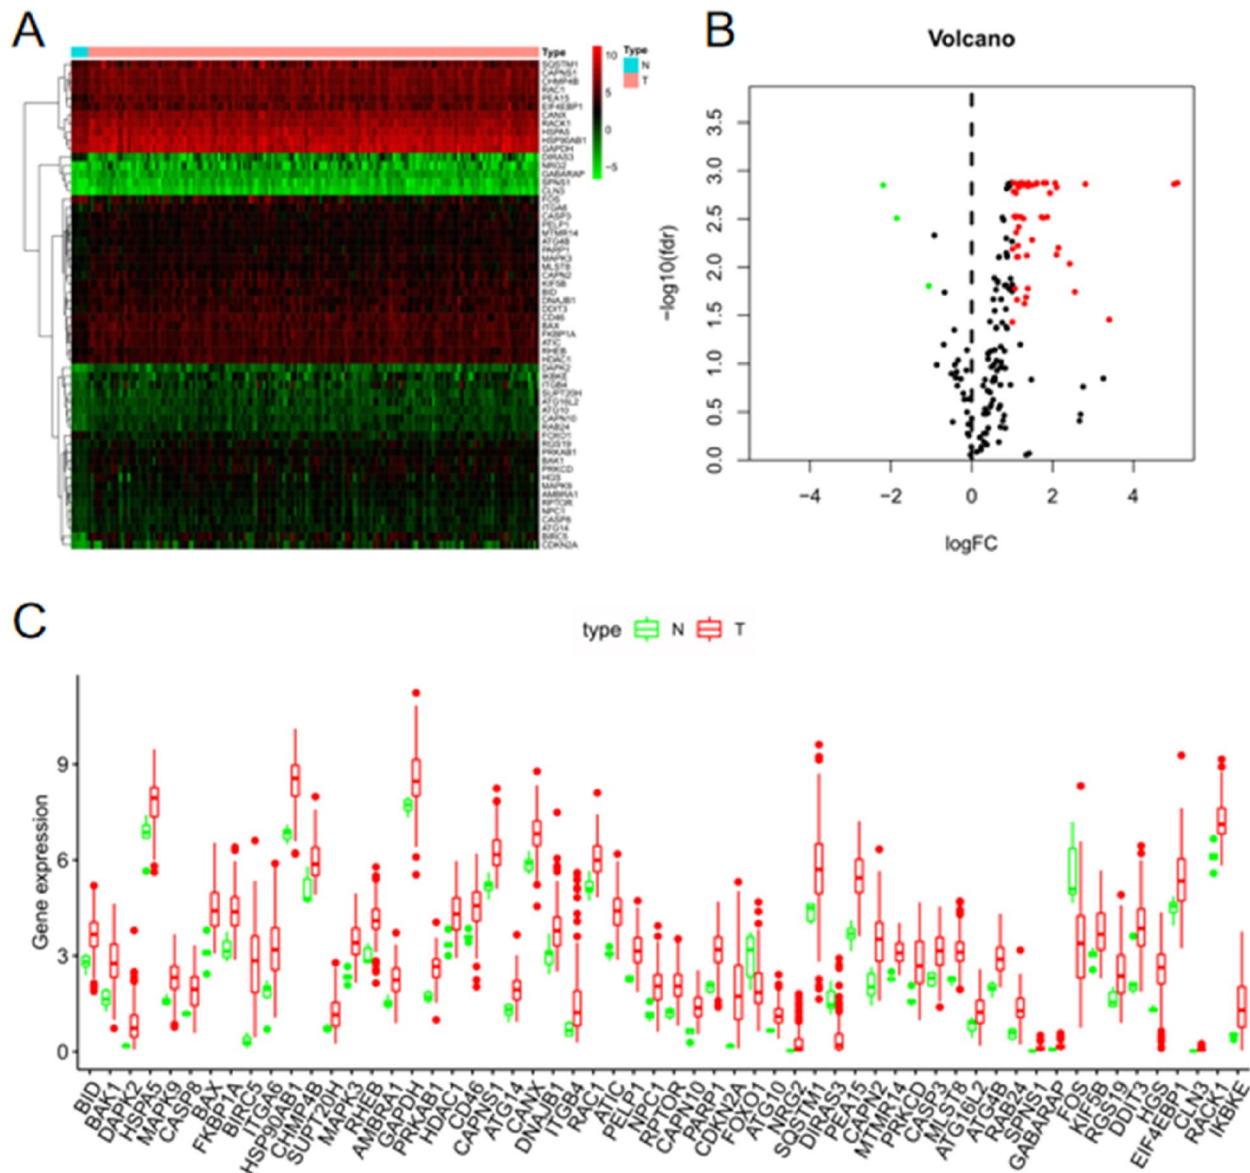 A
Type
SQSTM1
CAPNS1
CHMP4B
RAC1
PEA15
EIF4EBP1
CANX
RACK1
HSPA5
HSP90AB1
GAPDH
DIRAS3
NRG2
GABARAP
SPNS1
CLN3
FOS
ITGA6
CASP3
PELP1
MTMR14
ATG4B
PARP1
MAPK3
MLST8
CAPN2
KIF5B
BID
DNAJB1
DDIT3
CD46
BAX
FKBP1A
ATIC
RHEB
HDAC1
DAPK2
IKBKE
ITGB4
SUPT20H
ATG16L2
ATG10
CAPN10
RAB24
FOXO1
RGS19
PRKAB1
BAK1
PRKCD
HGS
MAPK9
AMBRA1
RPTOR
NPC1
CASP8
ATG14
BIRC5
CDKN2A
10
5
0
−5
Type
N
T
B
Volcano
−log10(fdr)
3.5
3.0
2.5
2.0
1.5
1.0
0.5
0.0
−4 −2 0 2 4
logFC
C
type N T
Gene expression
9
6
3
0
BID
BAK1
DAPK2
HSPA5
MAPK9
CASP8
BAX
FKBP1A
BIRC5
ITGA6
HSP90AB1
CHMP4B
SUPT20H
MAPK3
RHEB
AMBRA1
GAPDH
PRKAB1
HDAC1
CD46
CAPNS1
ATG14
CANX
DNAJB1
ITGB4
RAC1
ATIC
PELP1
NPC1
RPTOR
CAPN10
PARP1
CDKN2A
FOXO1
ATG10
NRG2
SQSTM1
DIRAS3
PEA15
CAPN2
MTMR14
PRKCD
CASP3
MLST8
ATG16L2
ATG4B
RAB24
SPNS1
GABARAP
FOS
KIF5B
RGS19
DDIT3
HGS
EIF4EBP1
CLN3
RACK1
IKBKE